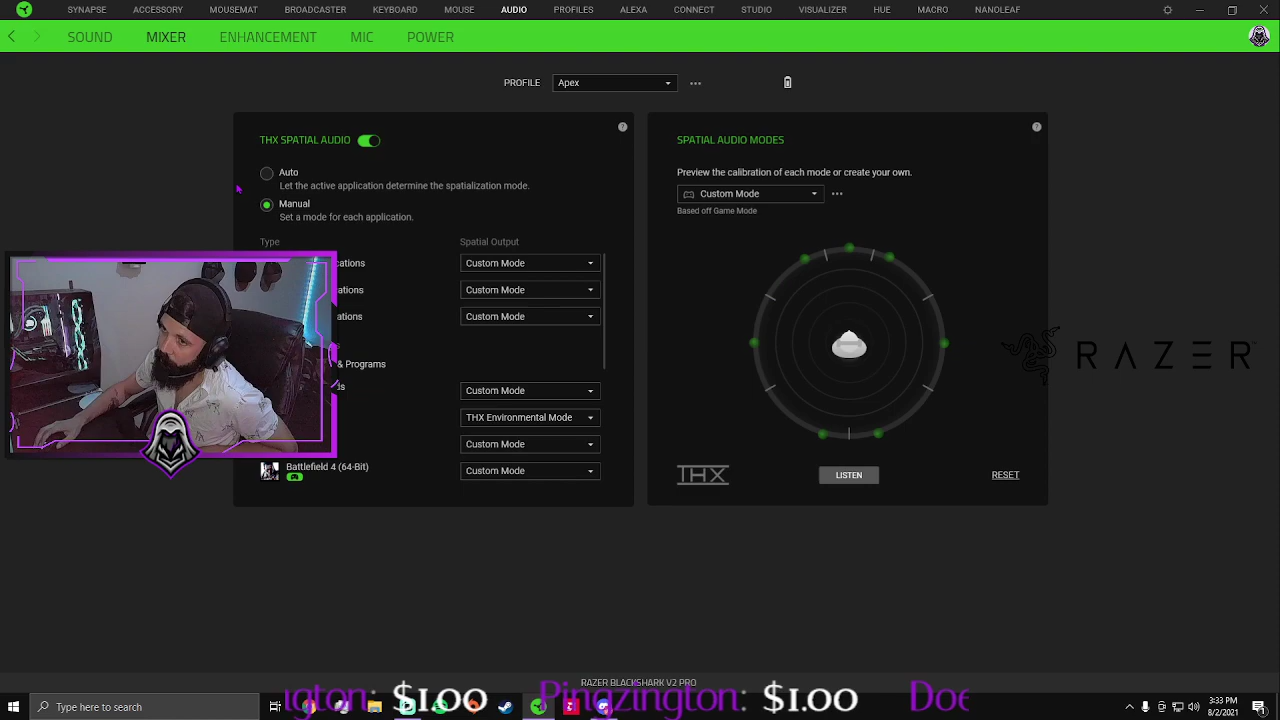 SYNAPSE ACCESSORY MOUSEMAT BROADCASTER KEYBOARD MOUSE AUDIO PROFILES ALEXA CONNECT STUDIO VISUALIZER HUE MACRO NANOLEAF
SOUND MIXER ENHANCEMENT MIC POWER
PROFILE Apex
THX SPATIAL AUDIO
Auto
Let the active application determine the spatialization mode.
Manual
Set a mode for each application.
Type Spatial Output
cations Custom Mode
ations Custom Mode
ations Custom Mode
& Programs
Custom Mode
THX Environmental Mode
Custom Mode
Battlefield 4 (64-Bit) Custom Mode
SPATIAL AUDIO MODES
Preview the calibration of each mode or create your own.
Custom Mode
Based off Game Mode
THX LISTEN RESET
RAZER
RAZER BLACKSHARK V2 PRO
ington: $1.00 Pingzington: $1.00 Doe
Type here to search
3:33 PM
8/2/2021